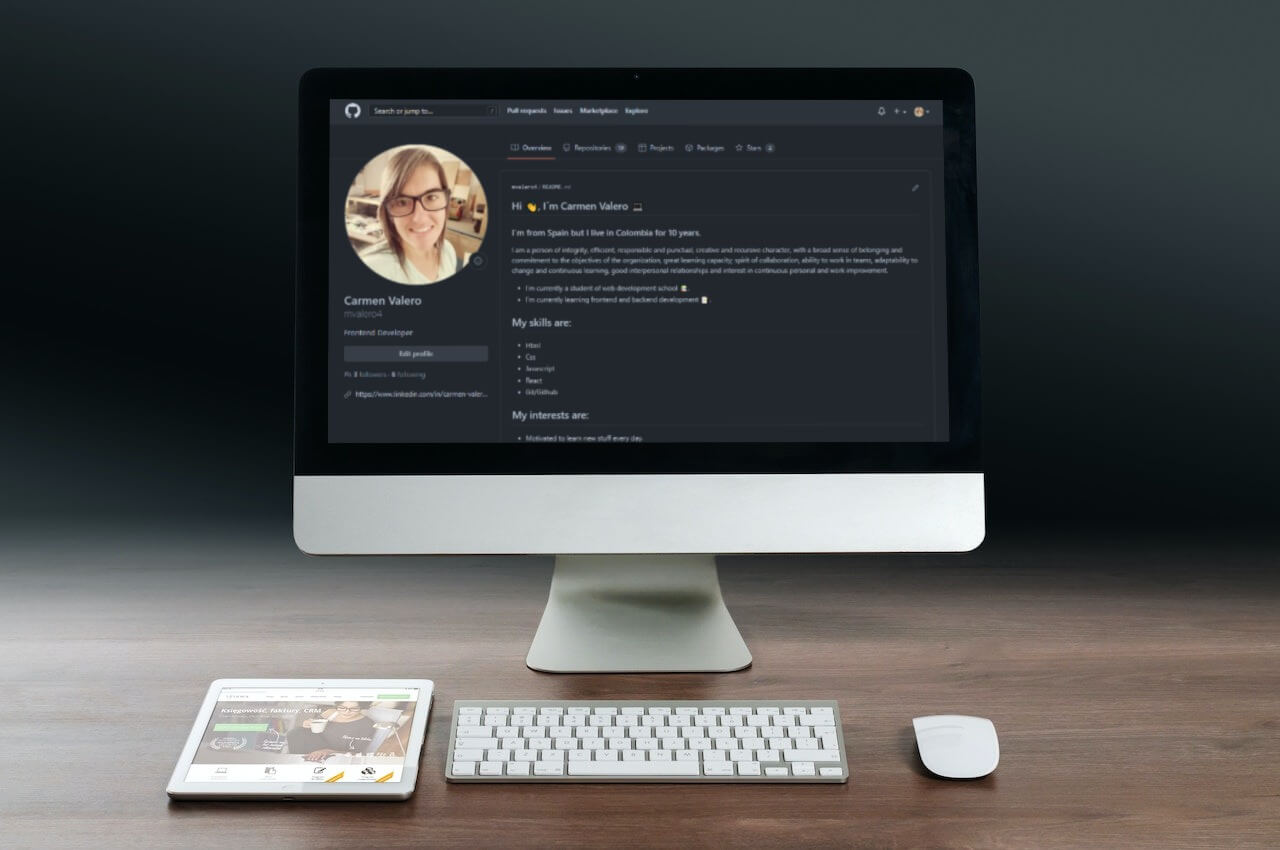 Search or jump to... /
Pull requests Issues Marketplace Explore
Overview Repositories 19 Projects Packages Stars 4
mvalero4/README.md
Hi 👋, I'm Carmen Valero 💻
I'm from Spain but I live in Colombia for 10 years.
I am a person of integrity, efficient, responsible and punctual, creative and recursive character, with a broad sense of belonging and
commitment to the objectives of the organization, great learning capacity; spirit of collaboration, ability to work in teams, adaptability to
change and continuous learning, good interpersonal relationships and interest in continuous personal and work improvement.
I'm currently a student of web development school
I'm currently learning frontend and backend development
My skills are:
Html
Css
Javascript
React
Git/Github
My interests are:
Motivated to learn new stuff every day
Carmen Valero
mvalero4
Frontend Developer
Edit profile
followers · following
https://www.linkedin.com/in/carmen-valer...
Księgowość, faktury, CRM